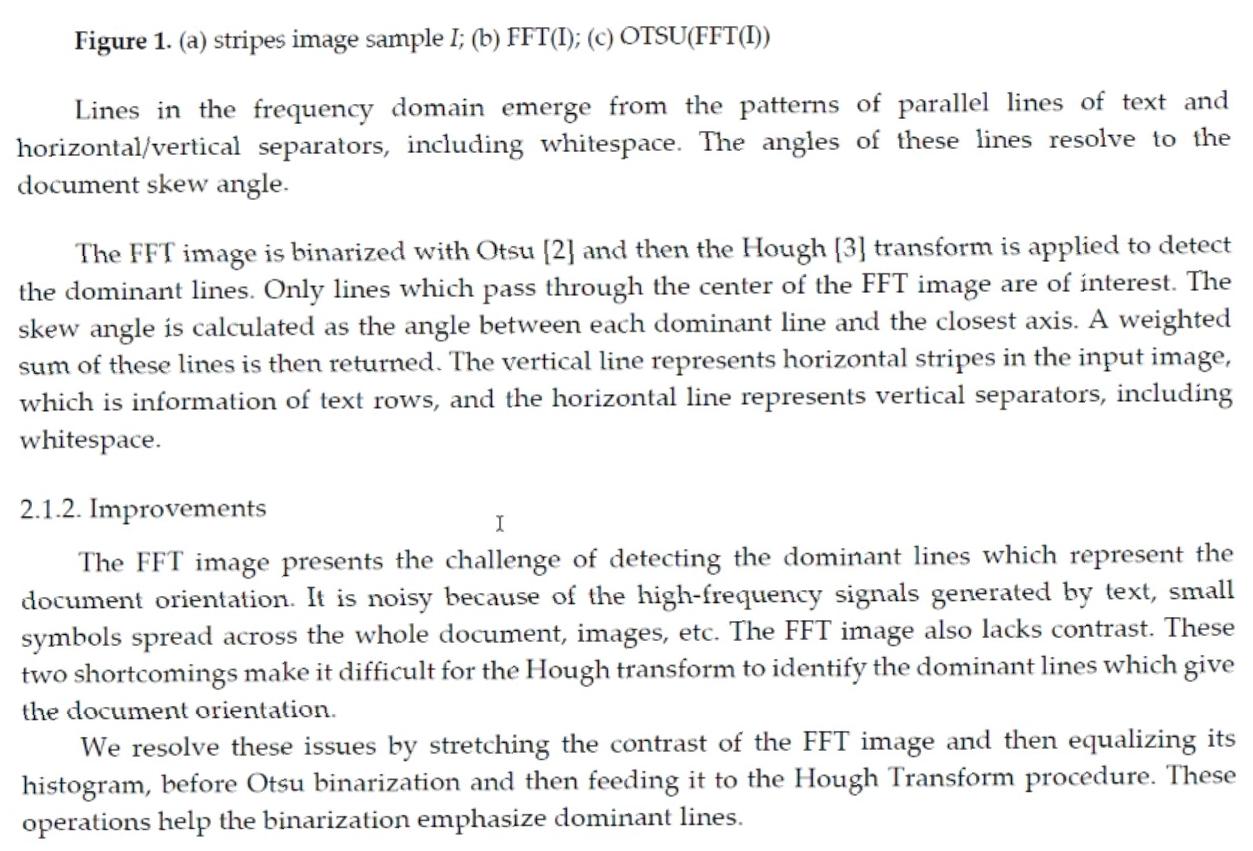 Figure 1. (a) stripes image sample I; (b) FFT(I); (c) OTSU(FFT(I))
Lines in the frequency domain emerge from the patterns of parallel lines of text and
horizontal/vertical separators, including whitespace. The angles of these lines resolve to the
document skew angle.
The FFT image is binarized with Otsu [2] and then the Hough [3] transform is applied to detect
the dominant lines. Only lines which pass through the center of the FFT image are of interest. The
skew angle is calculated as the angle between each dominant line and the closest axis. A weighted
sum of these lines is then returned. The vertical line represents horizontal stripes in the input image,
which is information of text rows, and the horizontal line represents vertical separators, including
whitespace.
2.1.2. Improvements
The FFT image presents the challenge of detecting the dominant lines which represent the
document orientation. It is noisy because of the high-frequency signals generated by text, small
symbols spread across the whole document, images, etc. The FFT image also lacks contrast. These
two shortcomings make it difficult for the Hough transform to identify the dominant lines which give
the document orientation.
We resolve these issues by stretching the contrast of the FFT image and then equalizing its
histogram, before Otsu binarization and then feeding it to the Hough Transform procedure. These
operations help the binarization emphasize dominant lines.